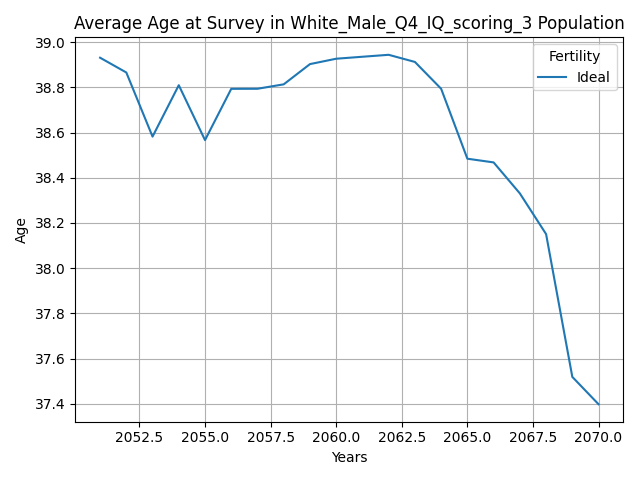 Average Age at Survey in White_Male_Q4_IQ_scoring_3 Population
Fertility
Ideal
39.0
38.8
38.6
38.4
38.2
38.0
37.8
37.6
37.4
Age
2052.5 2055.0 2057.5 2060.0 2062.5 2065.0 2067.5 2070.0
Years